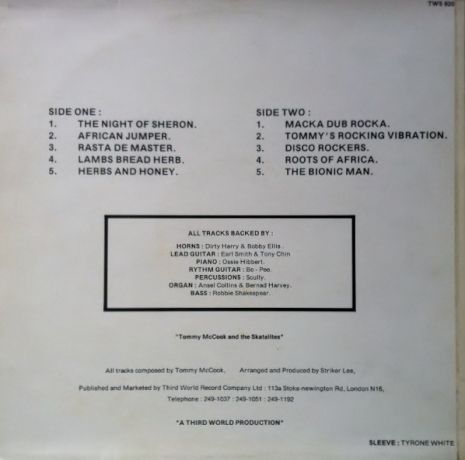 TWS 920
SIDE ONE :
1. THE NIGHT OF SHERON.
2. AFRICAN JUMPER.
3. RASTA DE MASTER.
4. LAMBS BREAD HERB.
5. HERBS AND HONEY.
SIDE TWO :
1. MACKA DUB ROCKA.
2. TOMMY'S ROCKING VIBRATION.
3. DISCO ROCKERS.
4. ROOTS OF AFRICA.
5. THE BIONIC MAN.
ALL TRACKS BACKED BY :
HORNS : Dirty Harry & Bobby Ellis.
LEAD GUITAR : Earl Smith & Tony Chin
PIANO : Ossie Hibbert.
RYTHM GUITAR : Bo - Pee.
PERCUSSIONS : Scully.
ORGAN : Ansel Collins & Bernad Harvey.
BASS : Robbie Shakespear.
"Tommy McCook and the Skatalites"
All tracks composed by Tommy McCook, Arranged and Produced by Striker Lee,
Published and Marketed by Third World Record Company Ltd : 113a Stoke-newington Rd, London N16,
Telephone : 249-1037 : 249-1051 : 249-1192
"A THIRD WORLD PRODUCTION"
SLEEVE : TYRONE WHITE